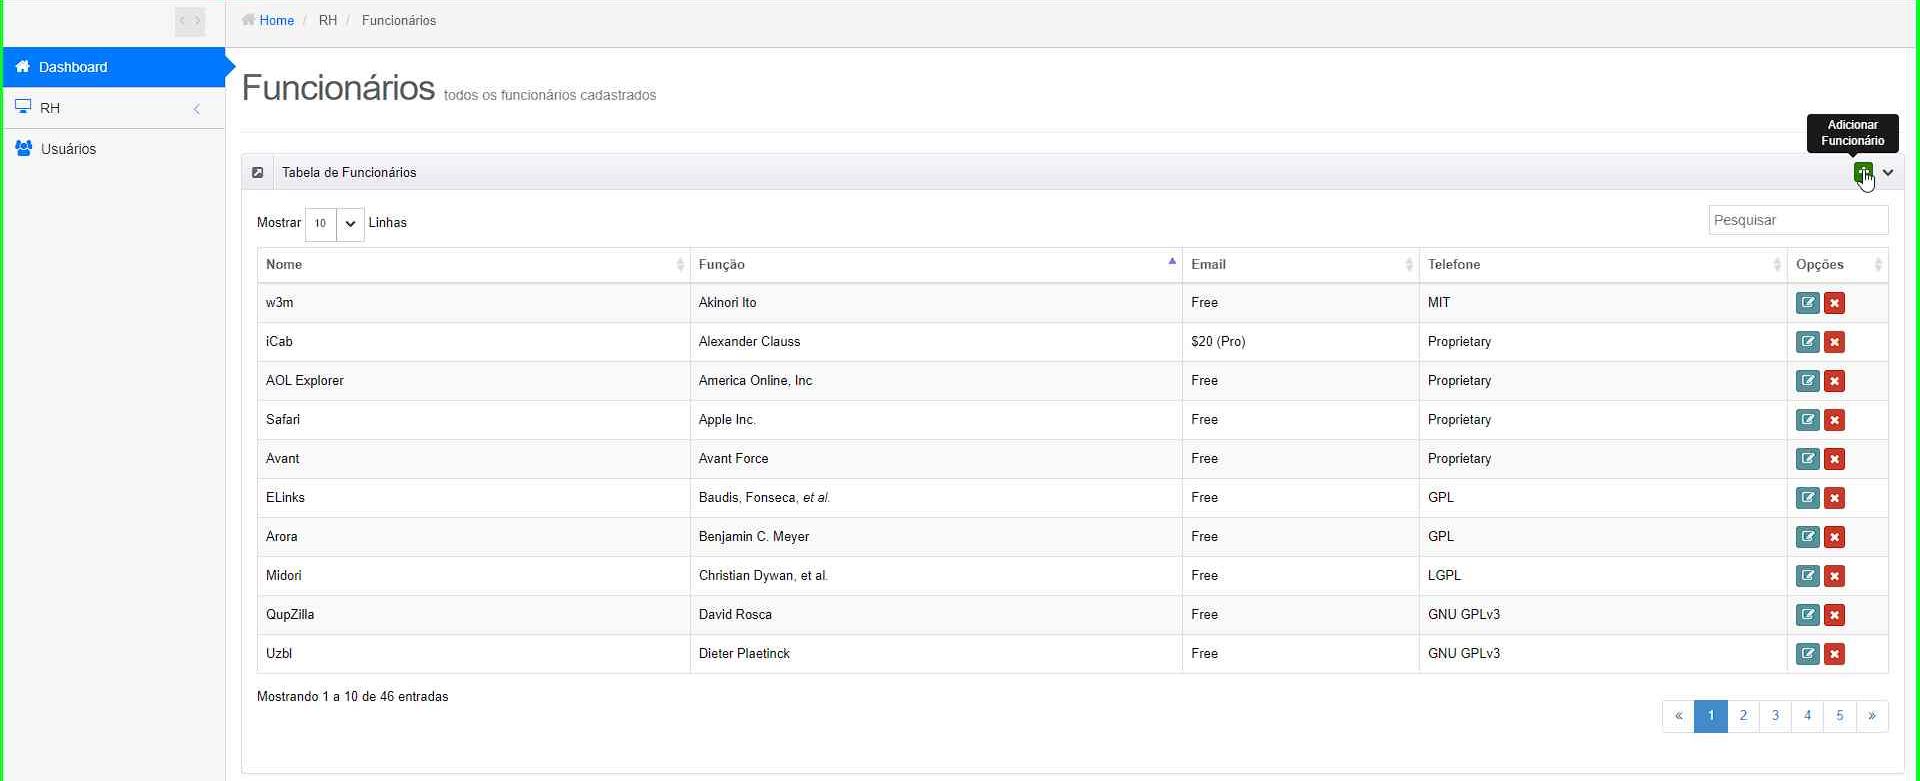 Home / RH / Funcionários
Dashboard
RH
Usuários
Funcionários todos os funcionários cadastrados
Adicionar
Funcionário
Tabela de Funcionários
Mostrar 10 Linhas
Pesquisar
Nome Função Email Telefone Opções
w3m Akinori Ito Free MIT
iCab Alexander Clauss $20 (Pro) Proprietary
AOL Explorer America Online, Inc Free Proprietary
Safari Apple Inc. Free Proprietary
Avant Avant Force Free Proprietary
ELinks Baudis, Fonseca, et al. Free GPL
Arora Benjamin C. Meyer Free GPL
Midori Christian Dywan, et al. Free LGPL
QupZilla David Rosca Free GNU GPLv3
Uzbl Dieter Plaetinck Free GNU GPLv3
Mostrando 1 a 10 de 46 entradas
« 1 2 3 4 5 »